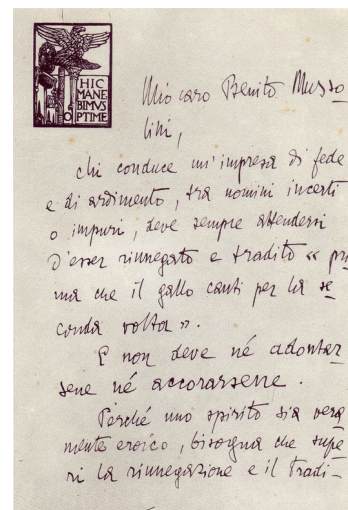 HIC
MANE
BIMVS
OPTIME
Mio caro Benito Musso
lini,
chi conduce un'impresa di fede
e di ardimento, tra uomini incerti
o impuri, deve sempre attendersi
d'esser rinnegato e tradito « pri
ma che il gallo canti per la se
conda volta ».
E non deve né adontar
sene né accorarsene.
Perché uno spirito sia vera
mente eroico, bisogna che supe
ri la rinnegazione e il tradi-